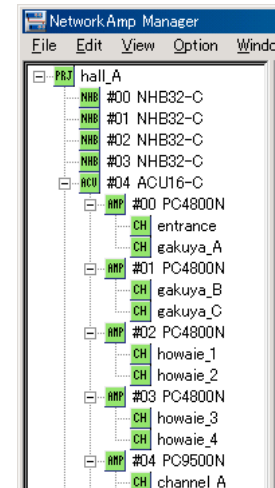 NetworkAmp Manager
File Edit View Option Windo
PRJ hall_A
NHB #00 NHB32-C
NHB #01 NHB32-C
NHB #02 NHB32-C
NHB #03 NHB32-C
ACU #04 ACU16-C
AMP #00 PC4800N
CH entrance
CH gakuya_A
AMP #01 PC4800N
CH gakuya_B
CH gakuya_C
AMP #02 PC4800N
CH howaie_1
CH howaie_2
AMP #03 PC4800N
CH howaie_3
CH howaie_4
AMP #04 PC9500N
CH channel A